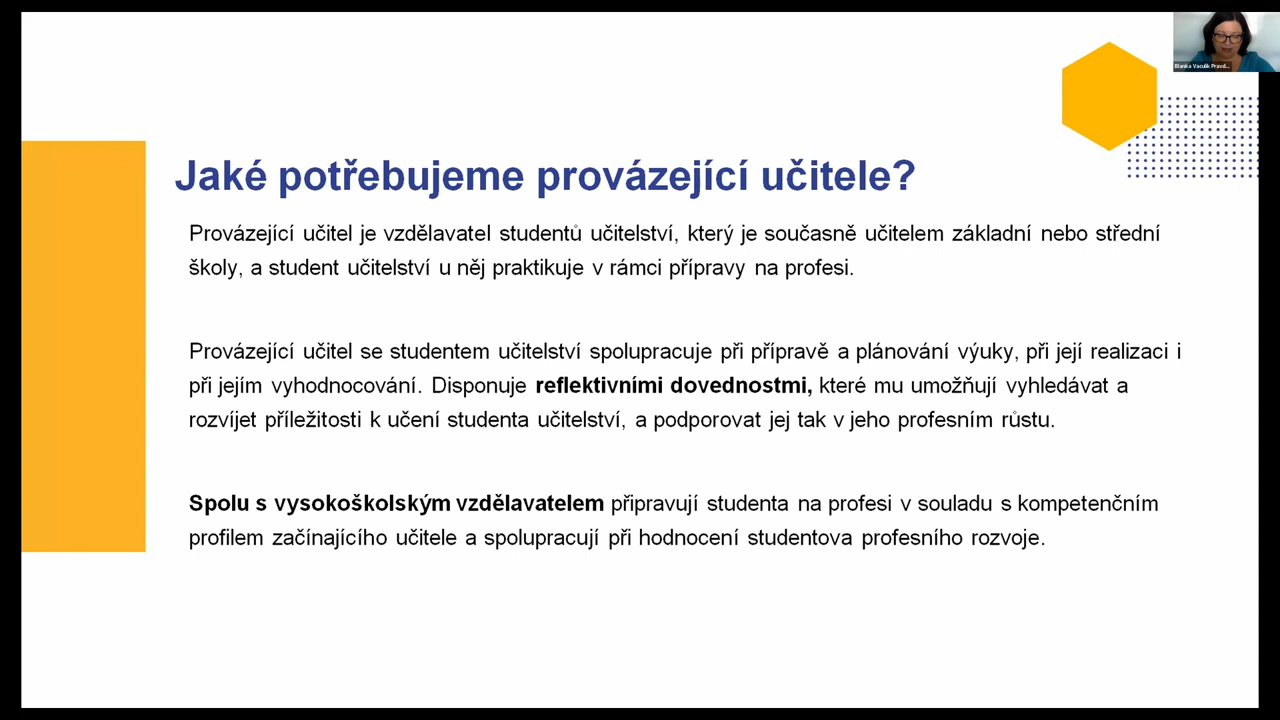 Blanka Vaculík Pravd...
Jaké potřebujeme provázející učitele?
Provázející učitel je vzdělavatel studentů učitelství, který je současně učitelem základní nebo střední
školy, a student učitelství u něj praktikuje v rámci přípravy na profesi.
Provázející učitel se studentem učitelství spolupracuje při přípravě a plánování výuky, při její realizaci i
při jejím vyhodnocování. Disponuje reflektivními dovednostmi, které mu umožňují vyhledávat a
rozvíjet příležitosti k učení studenta učitelství, a podporovat jej tak v jeho profesním růstu.
Spolu s vysokoškolským vzdělavatelem připravují studenta na profesi v souladu s kompetenčním
profilem začínajícího učitele a spolupracují při hodnocení studentova profesního rozvoje.